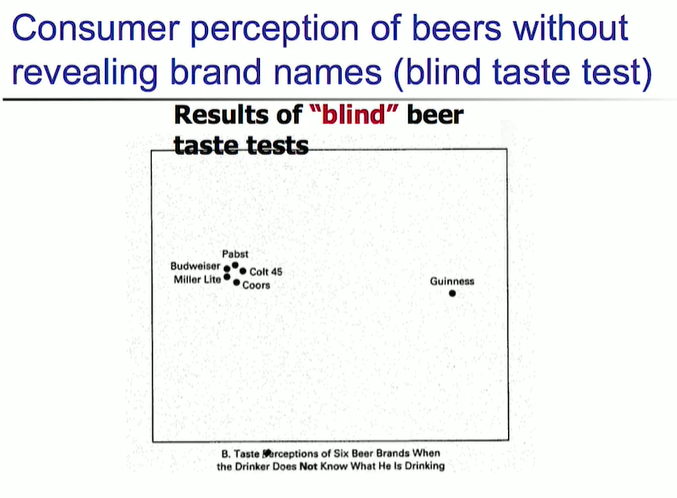 Consumer perception of beers without
revealing brand names (blind taste test)
Results of “blind” beer
taste tests
Pabst
Budweiser
Colt 45
Miller Lite
Coors
Guinness
B. Taste Perceptions of Six Beer Brands When
the Drinker Does Not Know What He Is Drinking